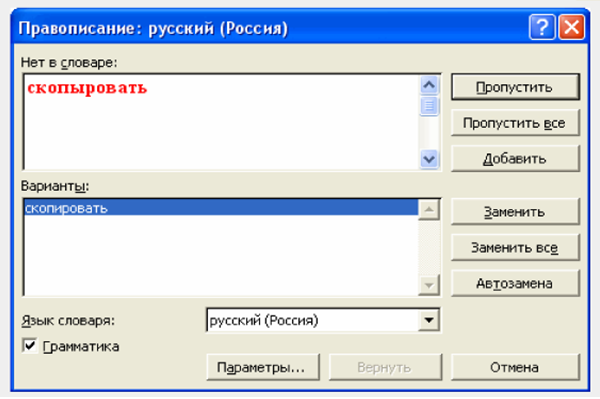 Правописание: русский (Россия)
Нет в словаре:
скопыровать
Пропустить
Пропустить все
Добавить
Варианты:
скопировать
Заменить
Заменить все
Автозамена
Язык словаря:
русский (Россия)
Грамматика
Параметры...
Вернуть
Отмена